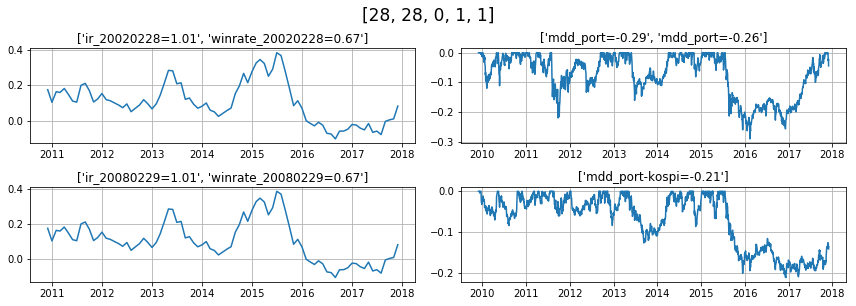 [28, 28, 0, 1, 1]
['ir_20020228=1.01', 'winrate_20020228=0.67']
0.4
0.2
0.0
2011 2012 2013 2014 2015 2016 2017 2018
['mdd_port=-0.29', 'mdd_port=-0.26']
0.0
−0.1
−0.2
−0.3
2010 2011 2012 2013 2014 2015 2016 2017 2018
['ir_20080229=1.01', 'winrate_20080229=0.67']
0.4
0.2
0.0
2011 2012 2013 2014 2015 2016 2017 2018
['mdd_port-kospi=-0.21']
0.0
−0.1
−0.2
2010 2011 2012 2013 2014 2015 2016 2017 2018